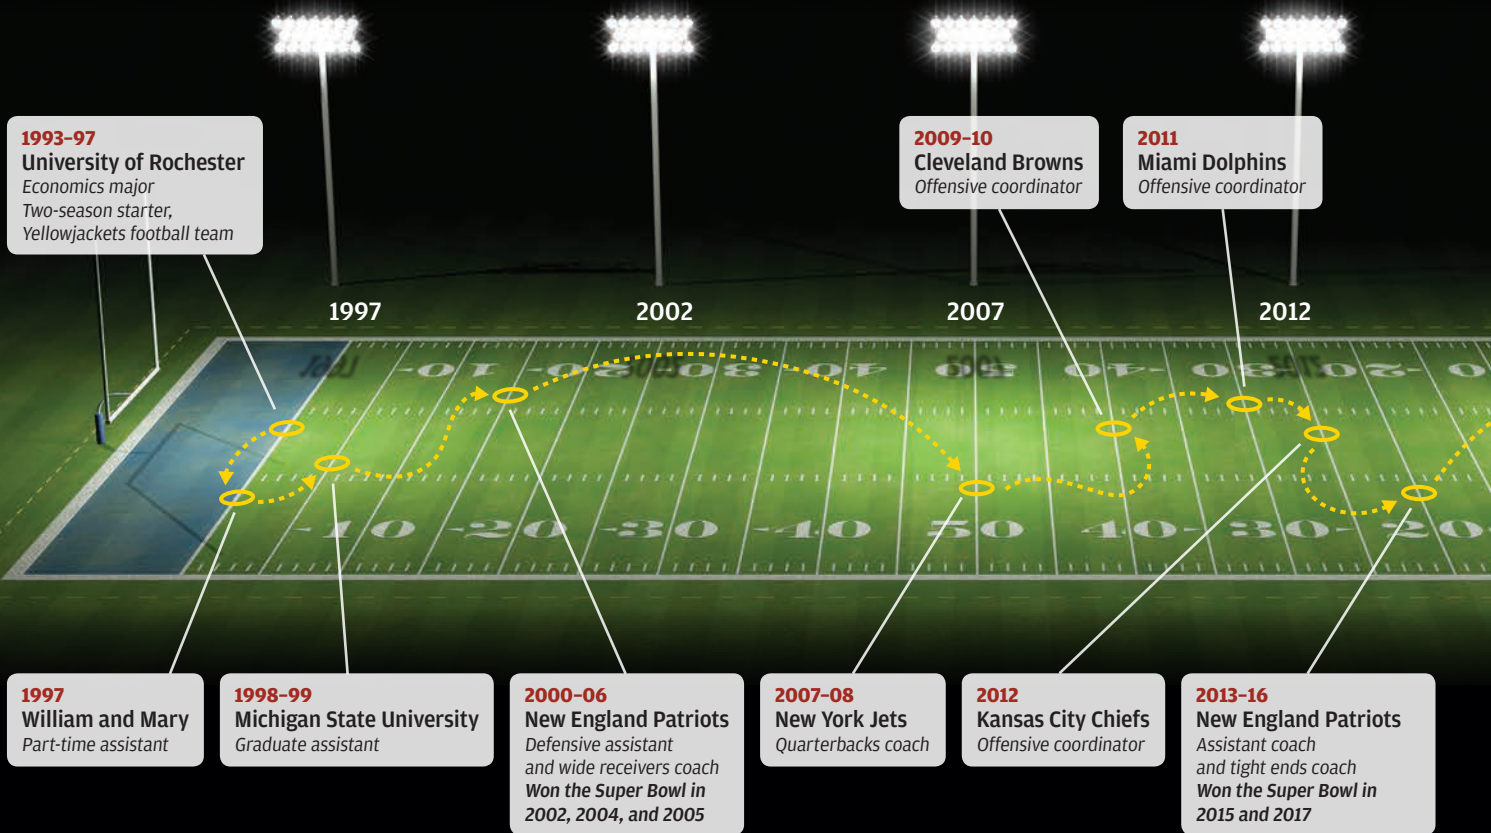 1993–97
University of Rochester
Economics major
Two-season starter,
Yellowjackets football team
2009–10
Cleveland Browns
Offensive coordinator
2011
Miami Dolphins
Offensive coordinator
1997
2002
2007
2012
-10 -20 -30 -40 50 40- 30- 20
1997
William and Mary
Part-time assistant
1998–99
Michigan State University
Graduate assistant
2000–06
New England Patriots
Defensive assistant
and wide receivers coach
Won the Super Bowl in
2002, 2004, and 2005
2007–08
New York Jets
Quarterbacks coach
2012
Kansas City Chiefs
Offensive coordinator
2013–16
New England Patriots
Assistant coach
and tight ends coach
Won the Super Bowl in
2015 and 2017